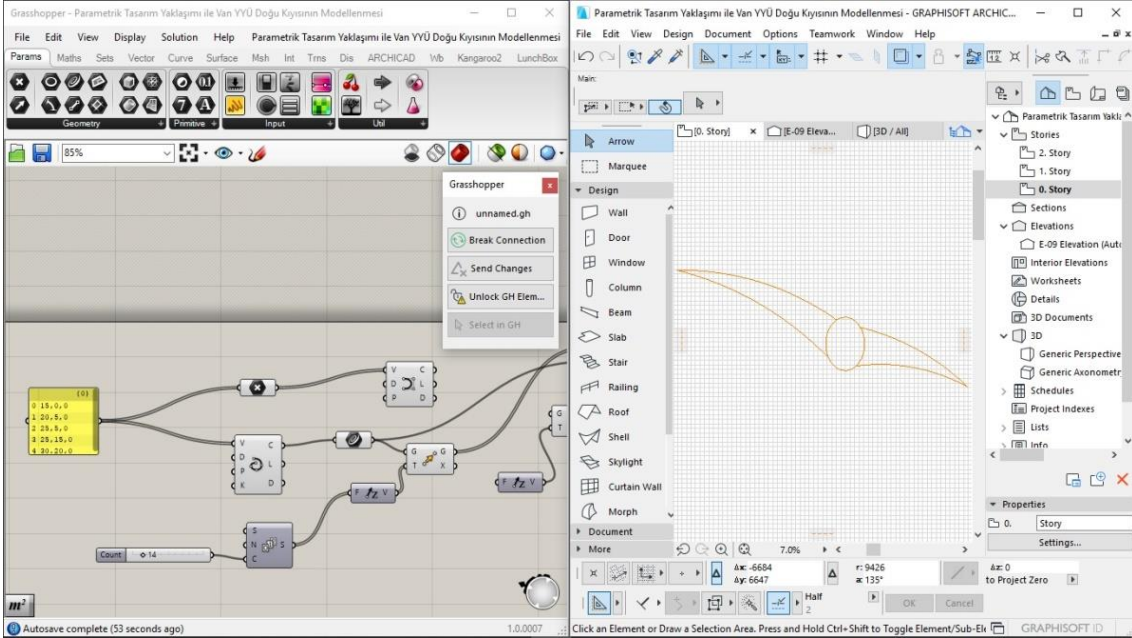 Grasshopper - Parametrik Tasarım Yaklaşımı ile Van YYÜ Doğu Kıyısının Modellenmesi
File Edit View Display Solution Help Parametrik Tasarım Yaklaşımı ile Van YYÜ Doğu Kıyısının Modellenmesi
Params Maths Sets Vector Curve Surface Msh Int Trns Dis ARCHICAD Wb Kangaroo2 LunchBox
Geometry + Primitive + Input + Util +
85%
Grasshopper x
unnamed.gh
Break Connection
Send Changes
Unlock GH Elem...
Select in GH
{0}
0 15,0,0
1 20,5,0
2 25,5,0
3 25,15,0
4 30,20,0
V C
D L
P D
V C
D L
P
K D
G G
T X
G
T
F V
F V
S
N S
C
Count 14
m²
Autosave complete (53 seconds ago) 1.0.0007
Parametrik Tasarım Yaklaşımı ile Van YYÜ Doğu Kıyısının Modellenmesi - GRAPHISOFT ARCHIC...
File Edit View Design Document Options Teamwork Window Help
Main:
[0. Story] x [E-09 Eleva... [3D / All]
Arrow
Marquee
Design
Wall
Door
Window
Column
Beam
Slab
Stair
Railing
Roof
Shell
Skylight
Curtain Wall
Morph
Document
More
Parametrik Tasarım Yakla
Stories
2. Story
1. Story
0. Story
Sections
Elevations
E-09 Elevation (Auto
Interior Elevations
Worksheets
Details
3D Documents
3D
Generic Perspective
Generic Axonometr
Schedules
Project Indexes
Lists
Info
Properties
0. Story
Settings...
7.0%
Δx: -6684
Δy: 6647
r: 9426
a: 135°
Δz: 0
to Project Zero
Half
2
OK Cancel
Click an Element or Draw a Selection Area. Press and Hold Ctrl+Shift to Toggle Element/Sub-El GRAPHISOFT ID